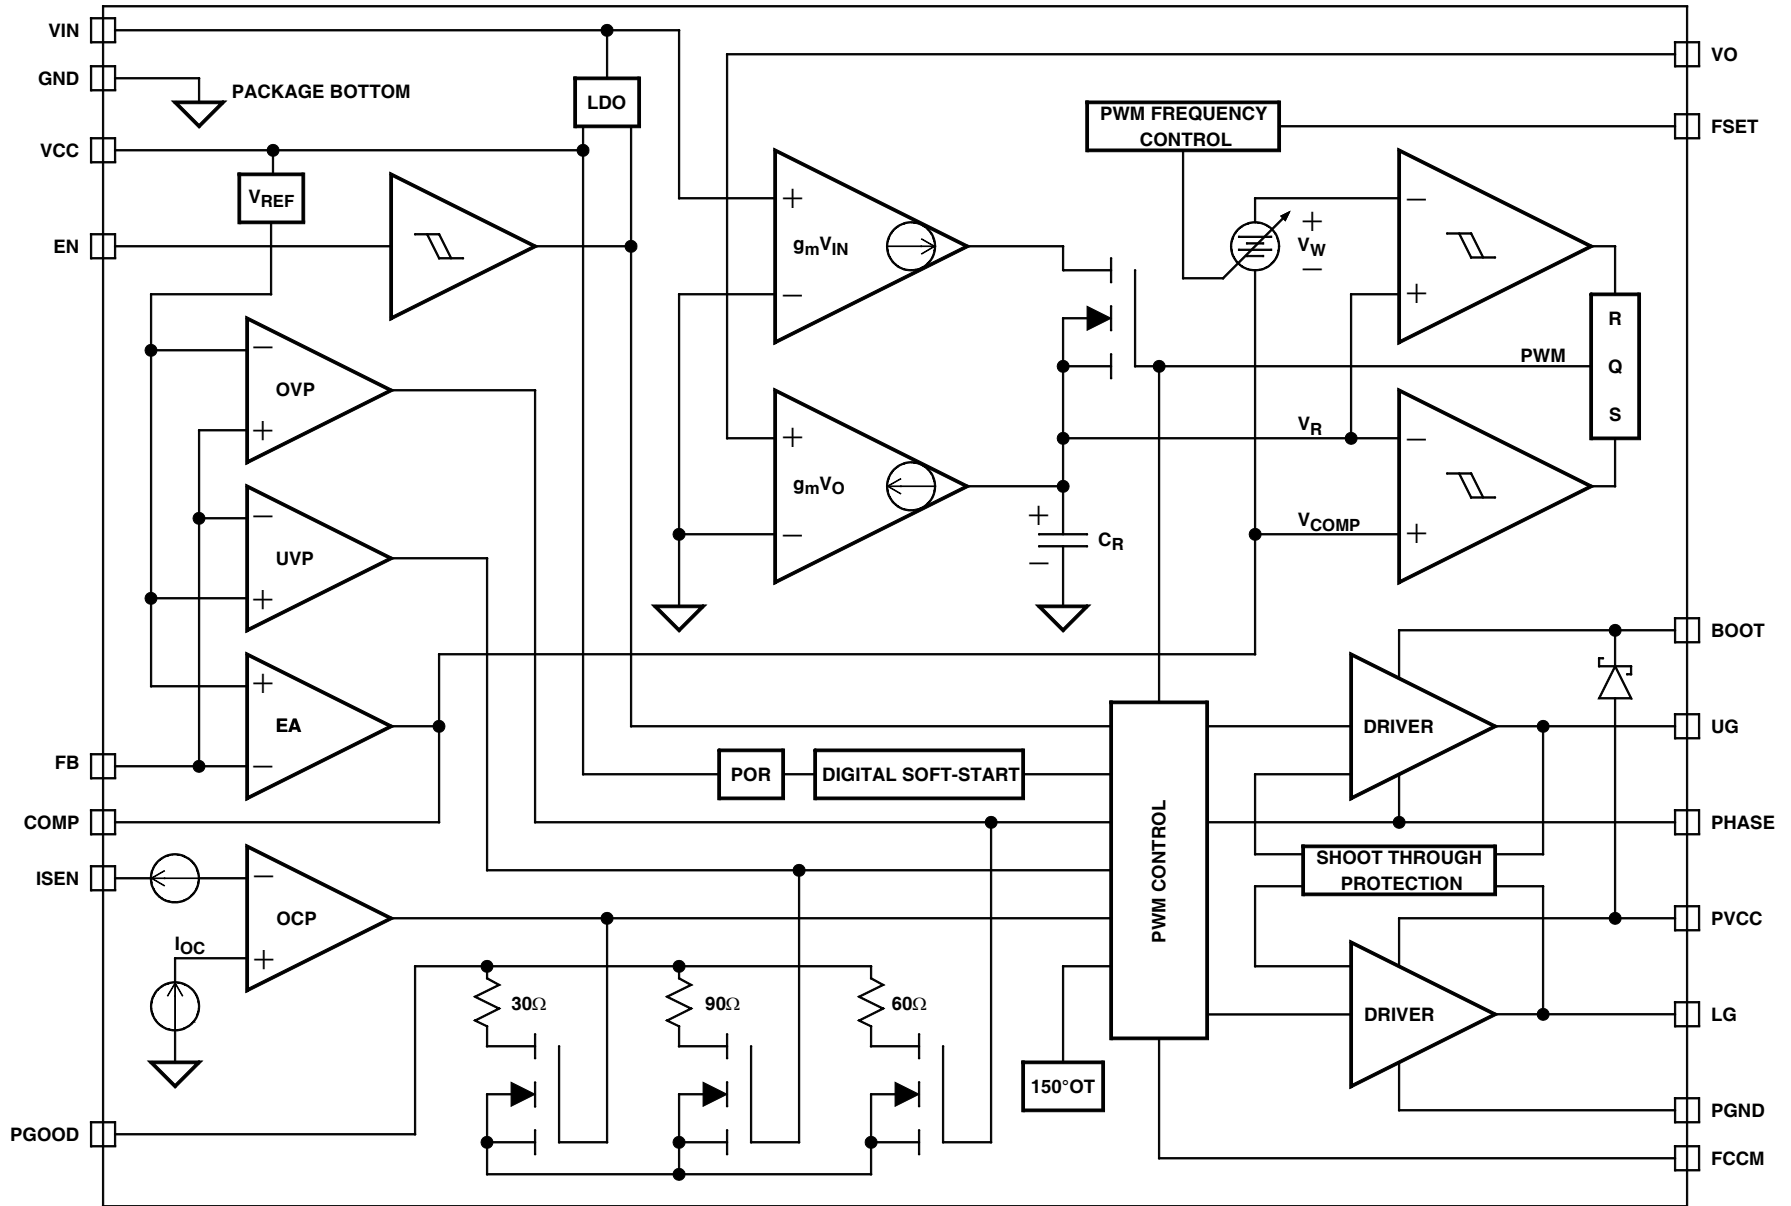 VIN
VO
GND
PACKAGE BOTTOM
LDO
PWM FREQUENCY
CONTROL
FSET
VCC
VREF
+
gmVIN
−
−
+
VW
−
+
EN
R
Q
S
PWM
−
OVP
+
+
gmVO
−
VR
−
VCOMP
+
+
CR
−
−
UVP
+
BOOT
+
EA
−
DRIVER
UG
FB
POR
DIGITAL SOFT-START
PWM CONTROL
COMP
PHASE
ISEN
−
OCP
+
IOC
SHOOT THROUGH
PROTECTION
PVCC
30Ω
90Ω
60Ω
DRIVER
LG
150°OT
PGOOD
PGND
FCCM